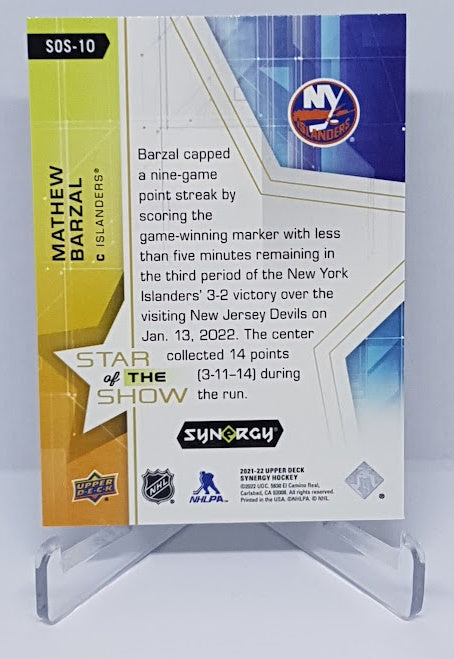 SOS-10
NY
ISLANDERS
MATHEW
BARZAL
C ISLANDERS®
Barzal capped
a nine-game
point streak by
scoring the
game-winning marker with less
than five minutes remaining in
the third period of the New York
Islanders' 3-2 victory over the
visiting New Jersey Devils on
Jan. 13, 2022. The center
collected 14 points
(3-11–14) during
the run.
STAR
of THE
SHOW
SYNERGY®
UPPER
DECK
NHL
NHLPA
2021-22 UPPER DECK
SYNERGY HOCKEY
©2022 UDC. 5830 El Camino Real,
Carlsbad, CA 92008. All rights reserved.
Printed in the USA. ©NHLPA. © NHL.